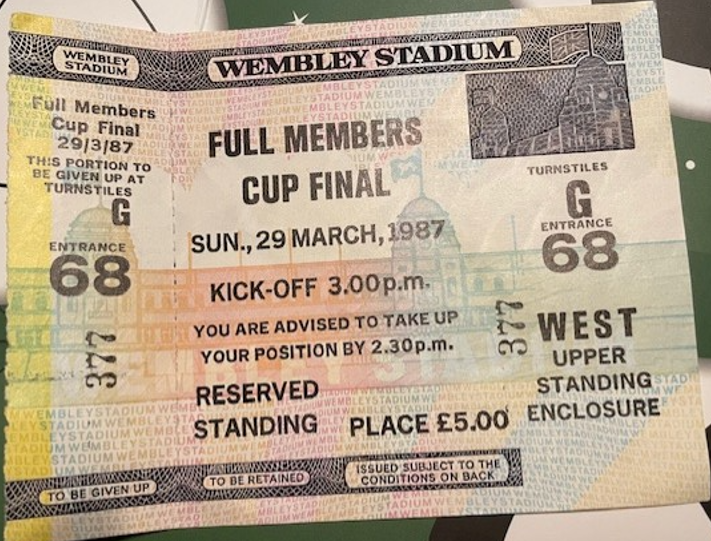 WEMBLEY
STADIUM
Full Members
Cup Final
29/3/87
THIS PORTION TO
BE GIVEN UP AT
TURNSTILES
G
ENTRANCE
68
377
TO BE GIVEN UP
WEMBLEY STADIUM
FULL MEMBERS
CUP FINAL
SUN., 29 MARCH, 1987
KICK-OFF 3.00p.m.
YOU ARE ADVISED TO TAKE UP
YOUR POSITION BY 2.30p.m.
RESERVED
STANDING PLACE £5.00
TO BE RETAINED
ISSUED SUBJECT TO THE
CONDITIONS ON BACK
TURNSTILES
G
ENTRANCE
68
377
WEST
UPPER
STANDING
ENCLOSURE